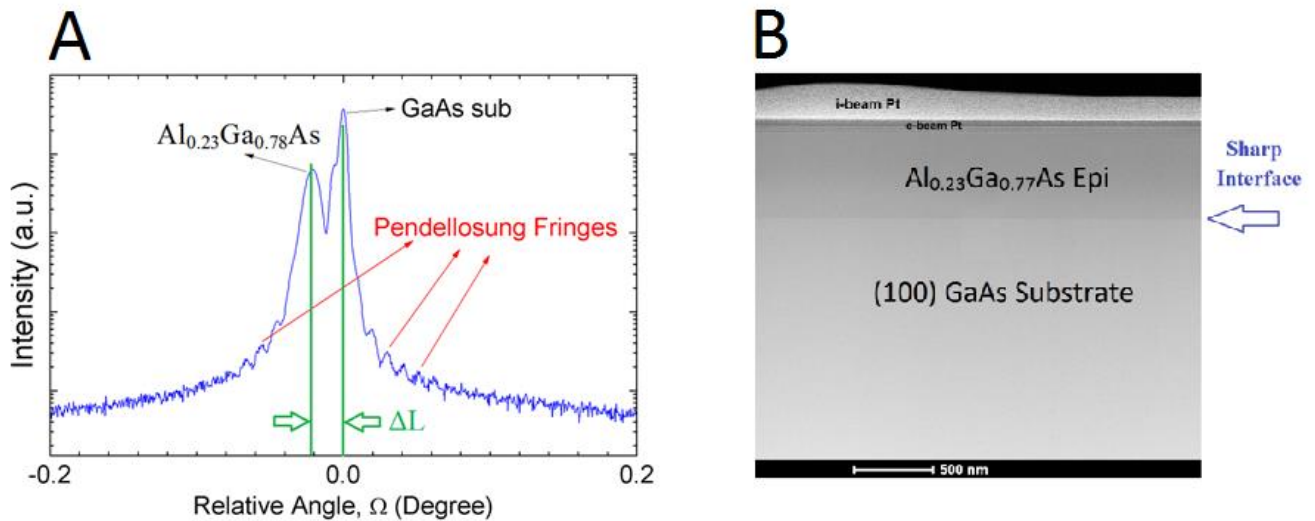 A
B
GaAs sub
Al0.23Ga0.78As
Pendellosung Fringes
Intensity (a.u.)
ΔL
-0.2
0.0
0.2
Relative Angle, Ω (Degree)
i-beam Pt
e-beam Pt
Al0.23Ga0.77As Epi
Sharp
Interface
(100) GaAs Substrate
500 nm